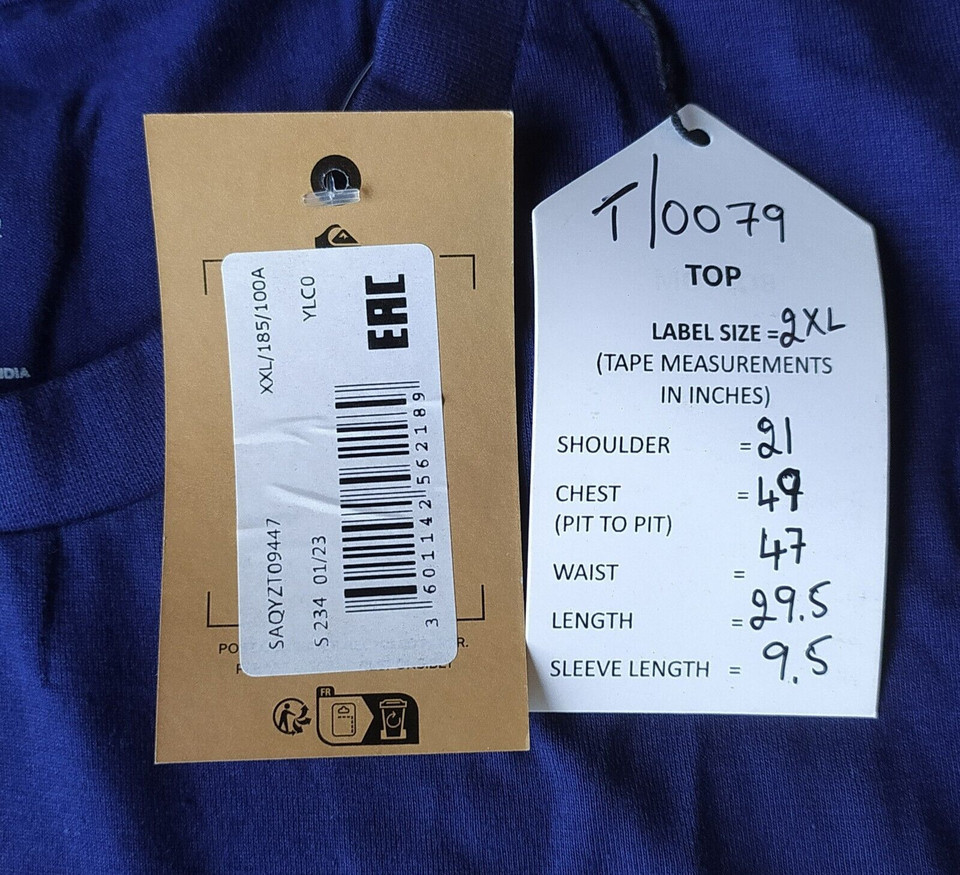 XXL/185/100A
YLC0
EAC
SAQYZT09447
S 234 01/23
3 601142 562189
FR
T/0079
TOP
LABEL SIZE = 2XL
(TAPE MEASUREMENTS
IN INCHES)
SHOULDER = 21
CHEST = 49
(PIT TO PIT)
WAIST = 47
LENGTH = 29.5
SLEEVE LENGTH = 9.5